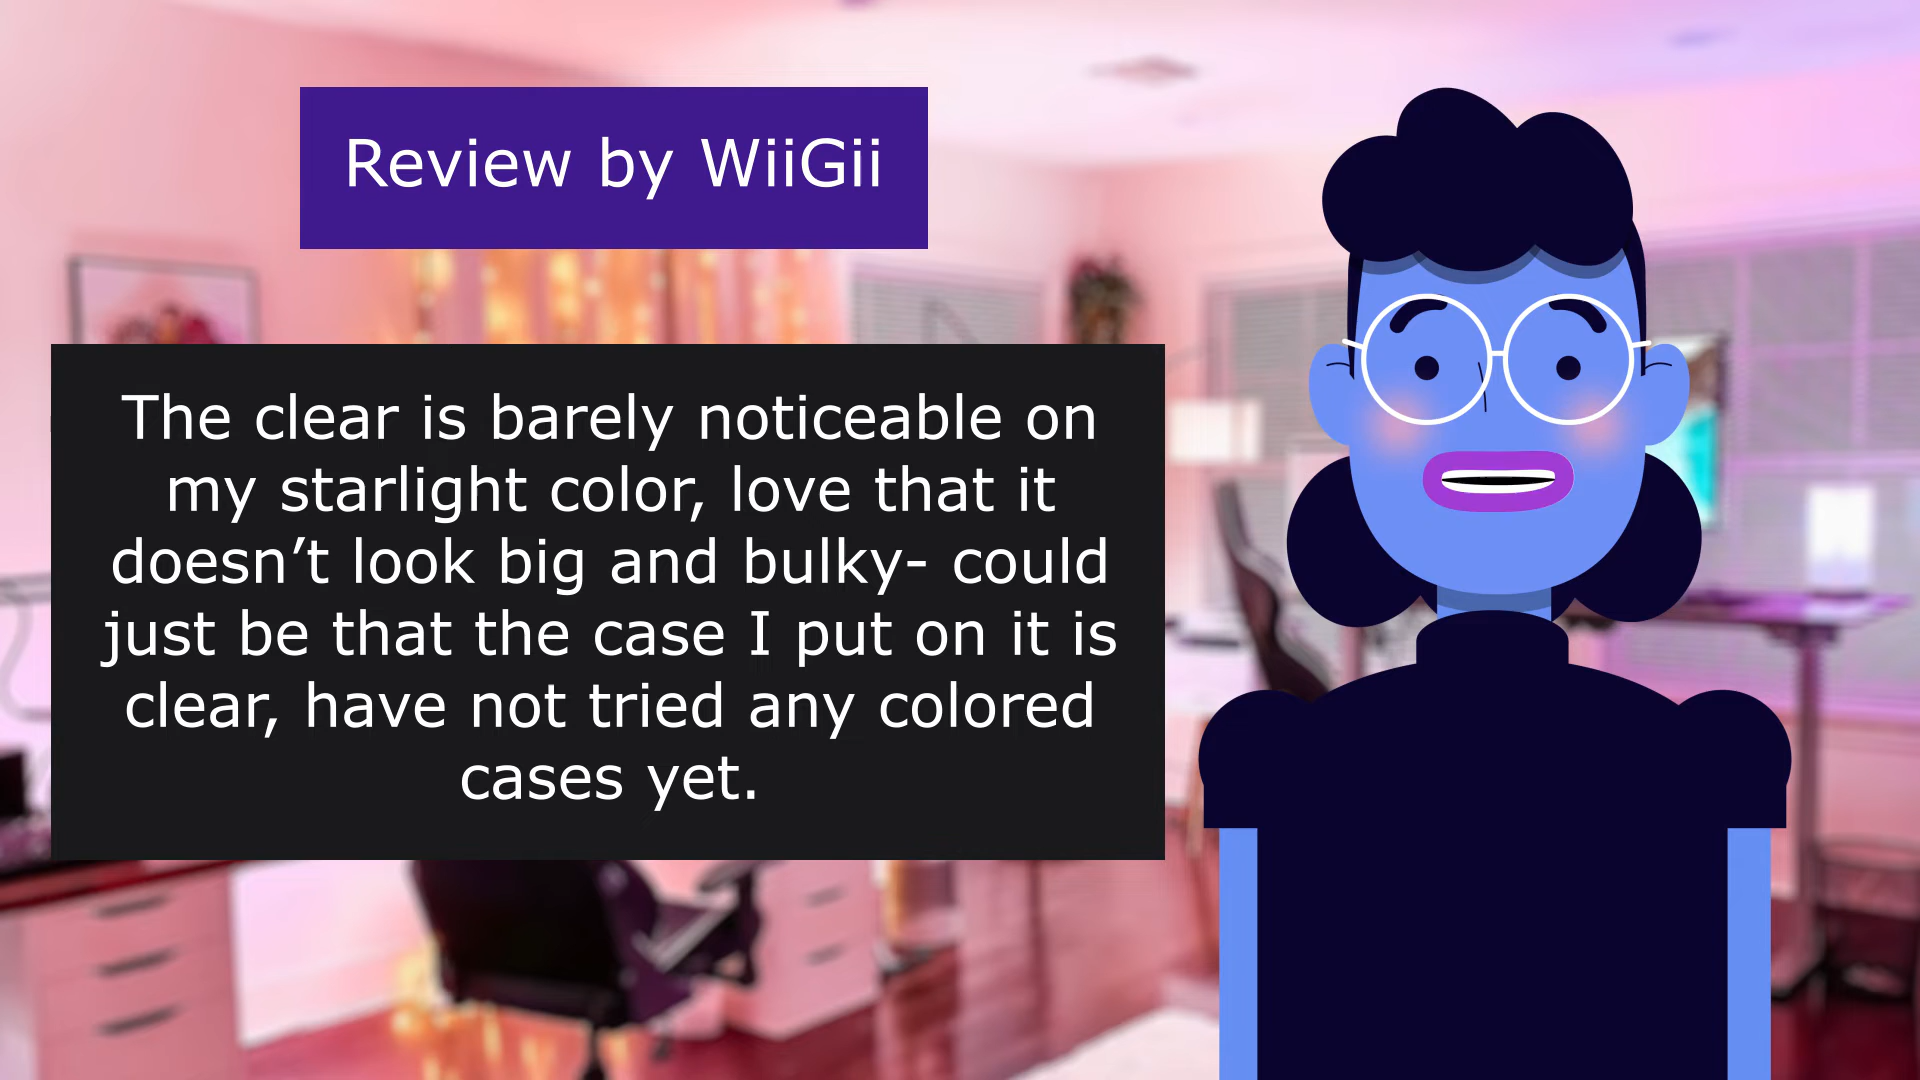 Review by WiiGii
The clear is barely noticeable on
my starlight color, love that it
doesn’t look big and bulky- could
just be that the case I put on it is
clear, have not tried any colored
cases yet.